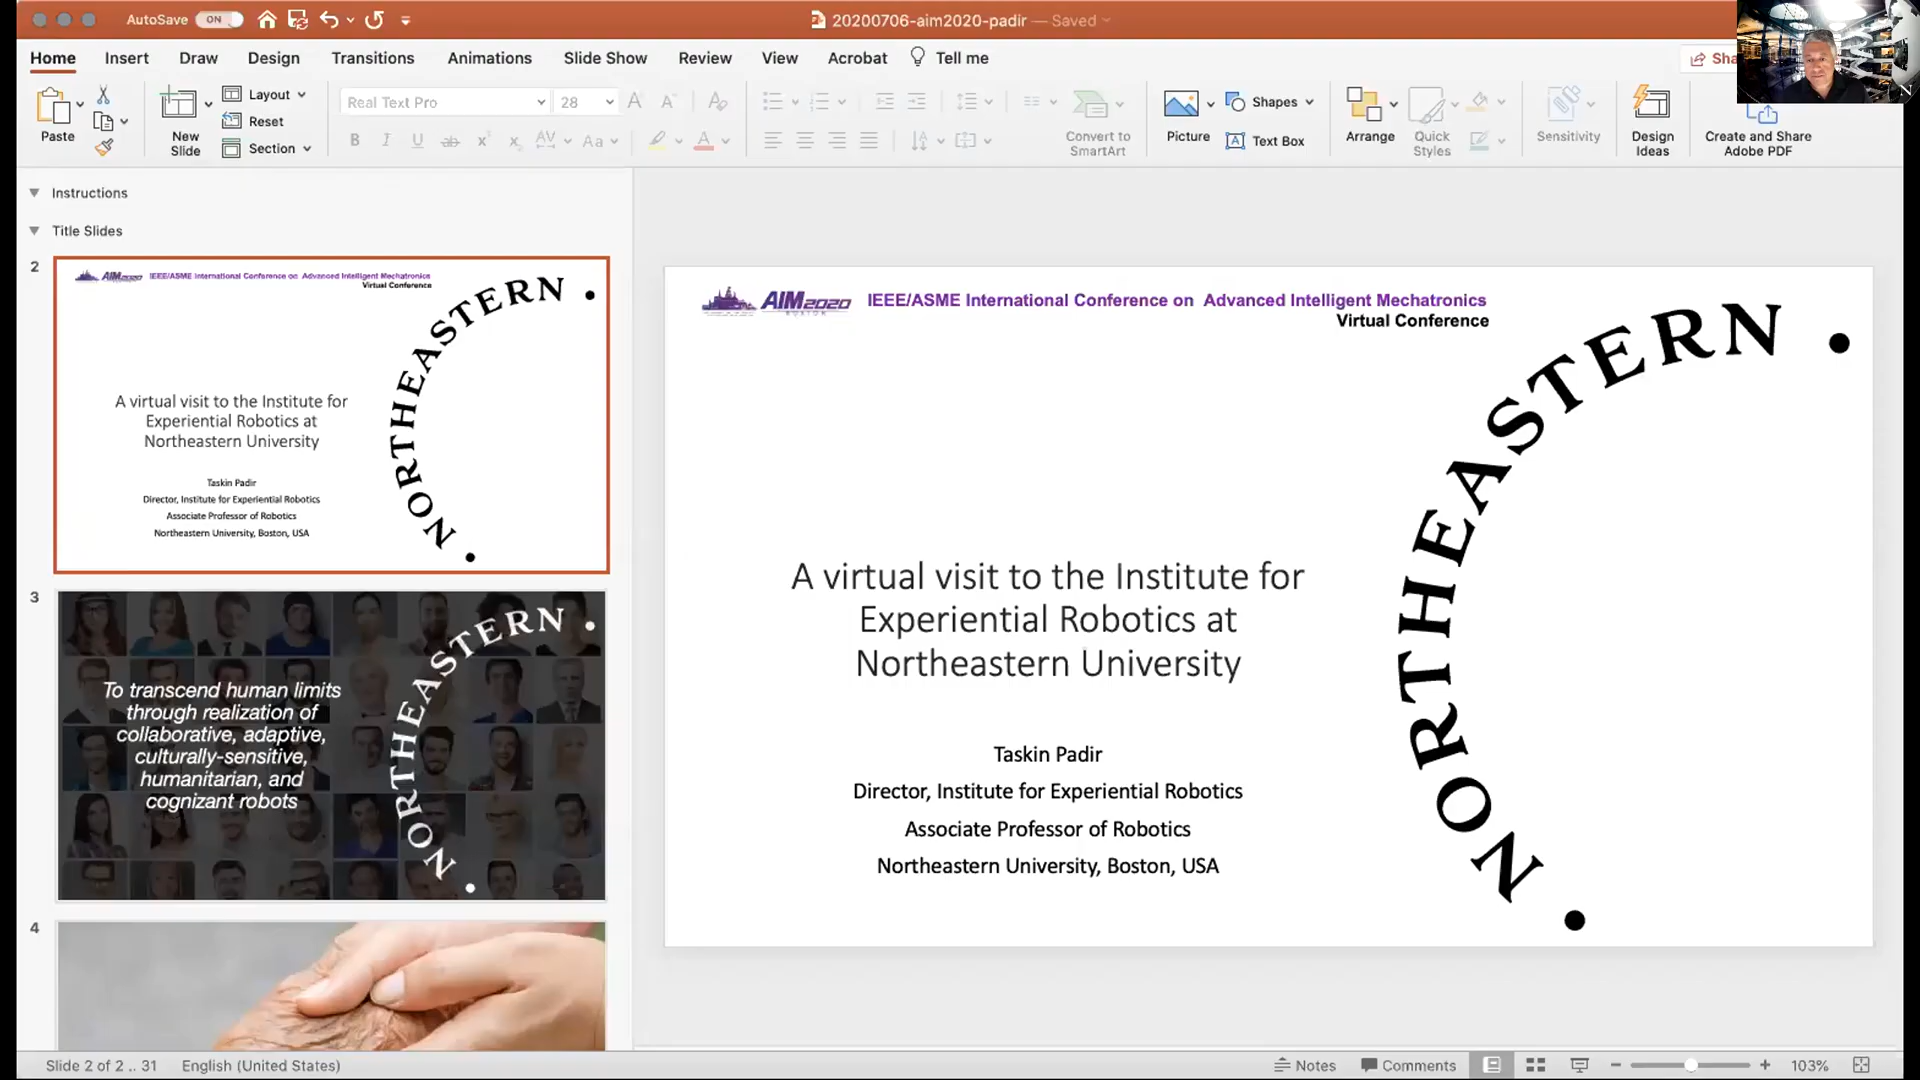 AutoSave ON
20200706-aim2020-padir — Saved
Home Insert Draw Design Transitions Animations Slide Show Review View Acrobat Tell me
Sha
Paste
New
Slide
Layout
Reset
Section
Real Text Pro 28
Convert to
SmartArt
Picture
Shapes
Text Box
Arrange
Quick
Styles
Sensitivity
Design
Ideas
Create and Share
Adobe PDF
Instructions
Title Slides
2
AIM2020 IEEE/ASME International Conference on Advanced Intelligent Mechatronics
Virtual Conference
NORTHEASTERN
A virtual visit to the Institute for
Experiential Robotics at
Northeastern University
Taskin Padir
Director, Institute for Experiential Robotics
Associate Professor of Robotics
Northeastern University, Boston, USA
3
To transcend human limits
through realization of
collaborative, adaptive,
culturally-sensitive,
humanitarian, and
cognizant robots
NORTHEASTERN
4
AIM2020 IEEE/ASME International Conference on Advanced Intelligent Mechatronics
BOSTON
Virtual Conference
NORTHEASTERN
A virtual visit to the Institute for
Experiential Robotics at
Northeastern University
Taskin Padir
Director, Institute for Experiential Robotics
Associate Professor of Robotics
Northeastern University, Boston, USA
Slide 2 of 2 .. 31 English (United States)
Notes Comments 103%